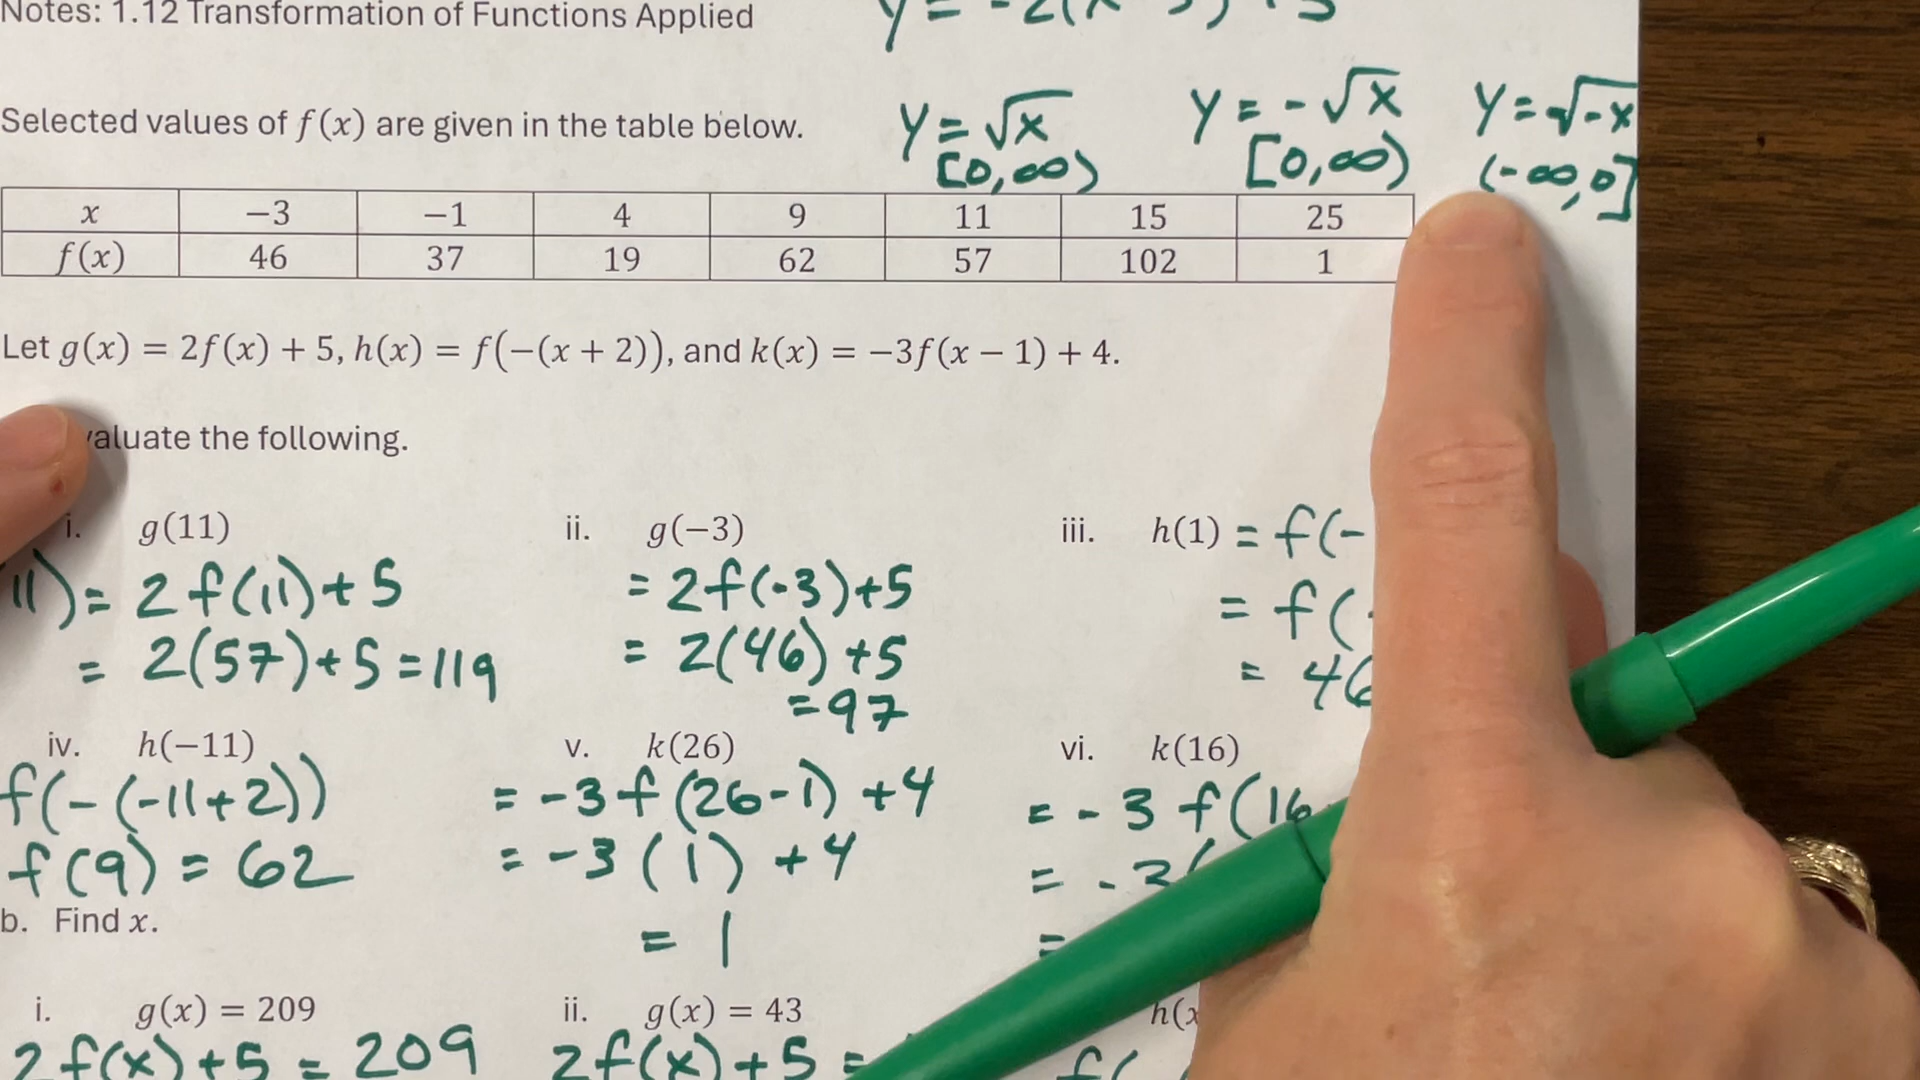 Notes: 1.12 Transformation of Functions Applied
y = -2(x
Selected values of f(x) are given in the table below.
y = √x
[0,∞)
y = -√x
[0,∞)
y = √-x
(-∞,0]
x −3 −1 4 9 11 15 25
f(x) 46 37 19 62 57 102 1
Let g(x) = 2f(x) + 5, h(x) = f(−(x + 2)), and k(x) = −3f(x − 1) + 4.
valuate the following.
i. g(11)
11) = 2f(11)+5
= 2(57)+5 = 119
ii. g(−3)
= 2f(-3)+5
= 2(46)+5
= 97
iii. h(1) = f(-
= f(-
= 46
iv. h(−11)
f(-(-11+2))
f(9) = 62
v. k(26)
= -3f(26-1)+4
= -3(1)+4
= 1
vi. k(16)
= -3f(16
= -3(
=
b. Find x.
i. g(x) = 209
2f(x)+5 = 209
ii. g(x) = 43
2f(x)+5 =
h(x
f(